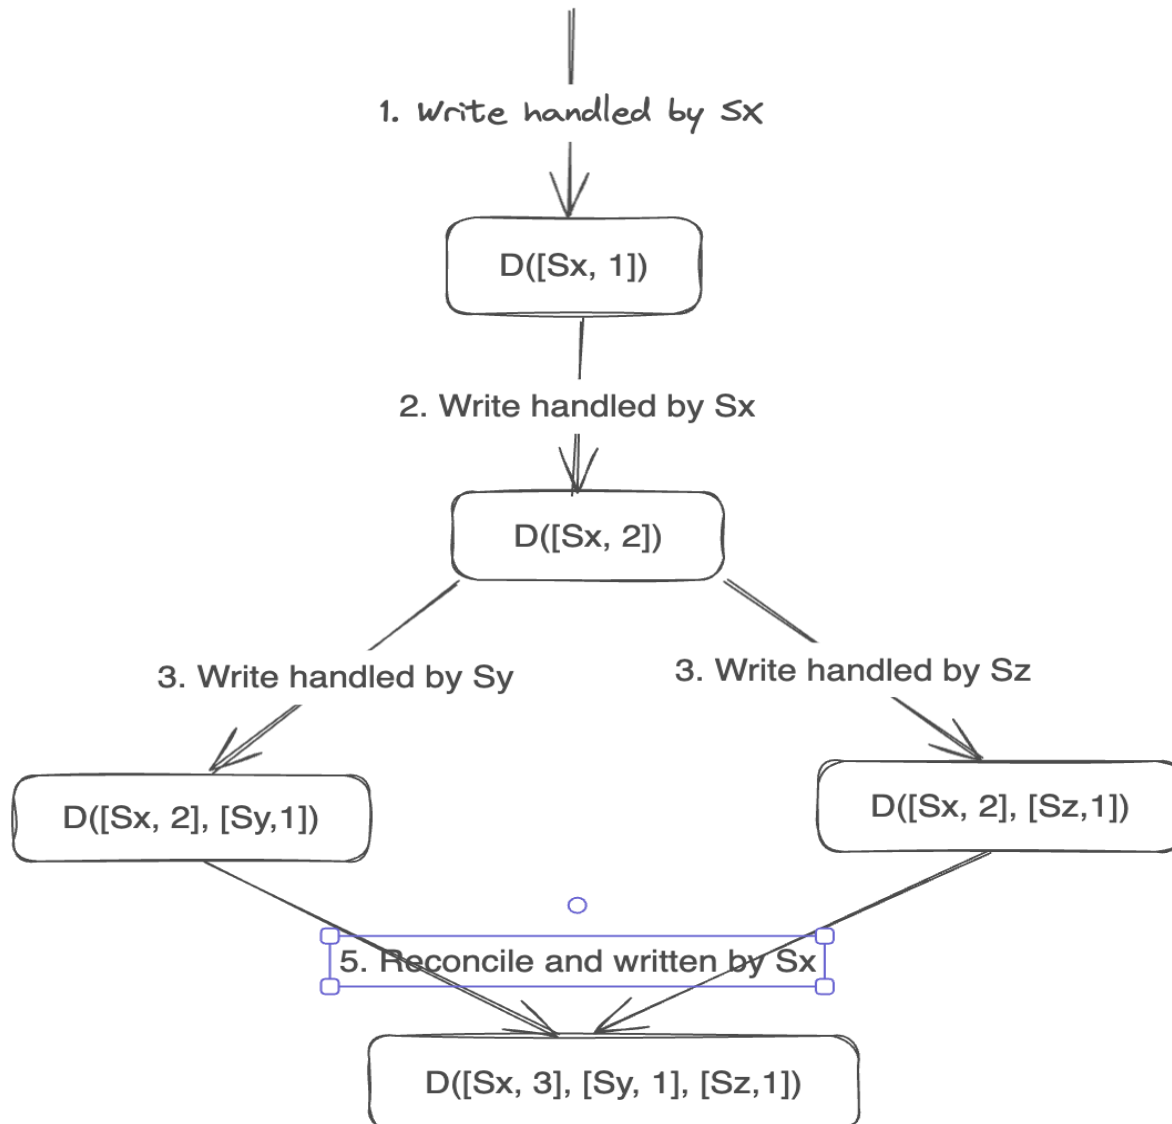 1. Write handled by Sx
D([Sx, 1])
2. Write handled by Sx
D([Sx, 2])
3. Write handled by Sy
3. Write handled by Sz
D([Sx, 2], [Sy,1])
D([Sx, 2], [Sz,1])
5. Reconcile and written by Sx
D([Sx, 3], [Sy, 1], [Sz,1])